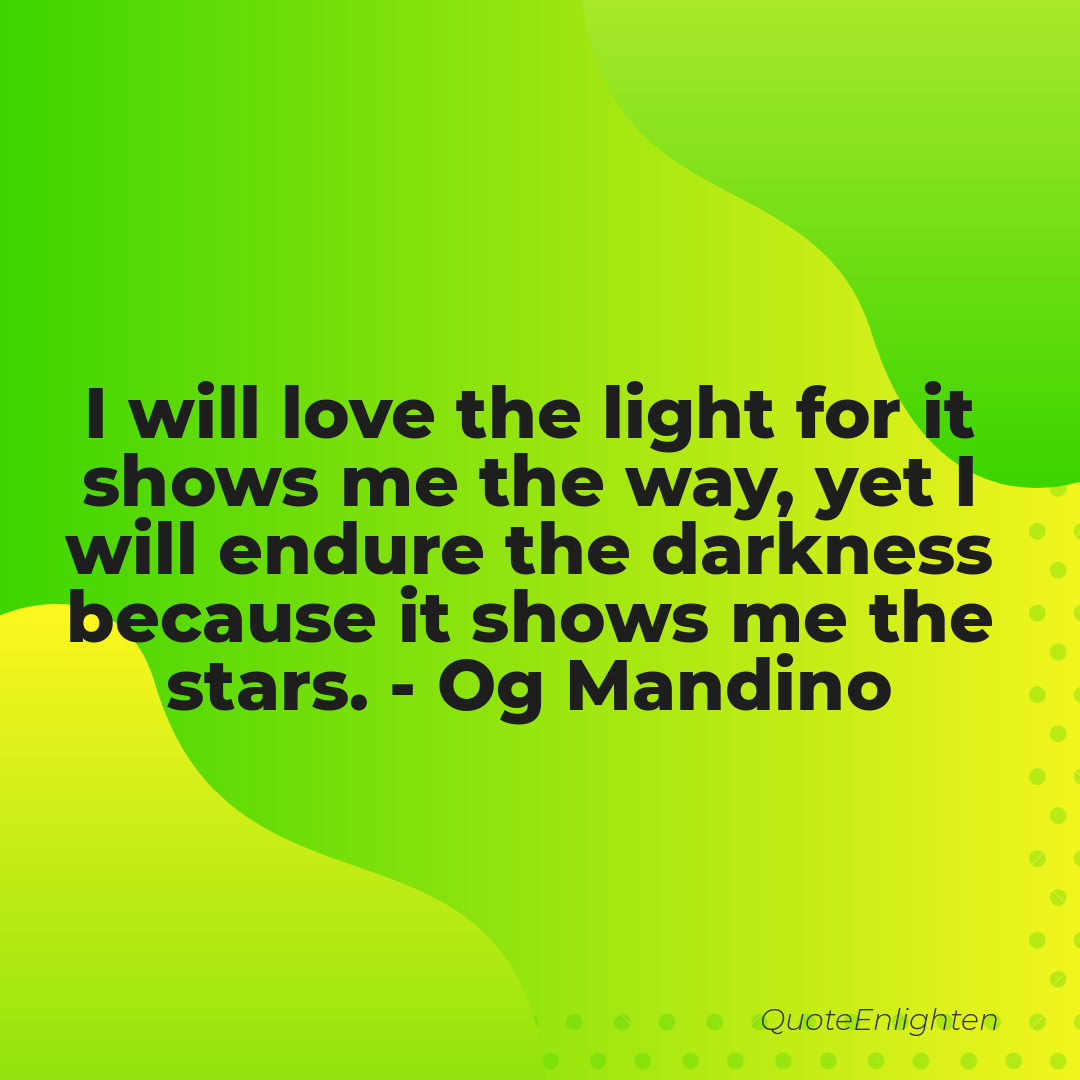 I will love the light for it
shows me the way, yet I
will endure the darkness
because it shows me the
stars. - Og Mandino
QuoteEnlighten